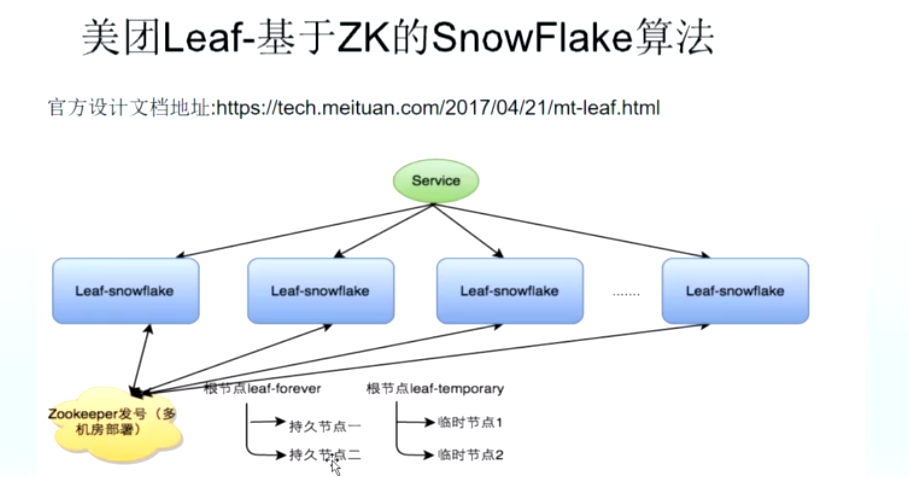 美团Leaf-基于ZK的SnowFlake算法
官方设计文档地址:https://tech.meituan.com/2017/04/21/mt-leaf.html
Service
Leaf-snowflake
Leaf-snowflake
Leaf-snowflake
.......
Leaf-snowflake
Zookeeper发号（多
机房部署）
根节点leaf-forever
持久节点一
持久节点二
根节点leaf-temporary
临时节点1
临时节点2